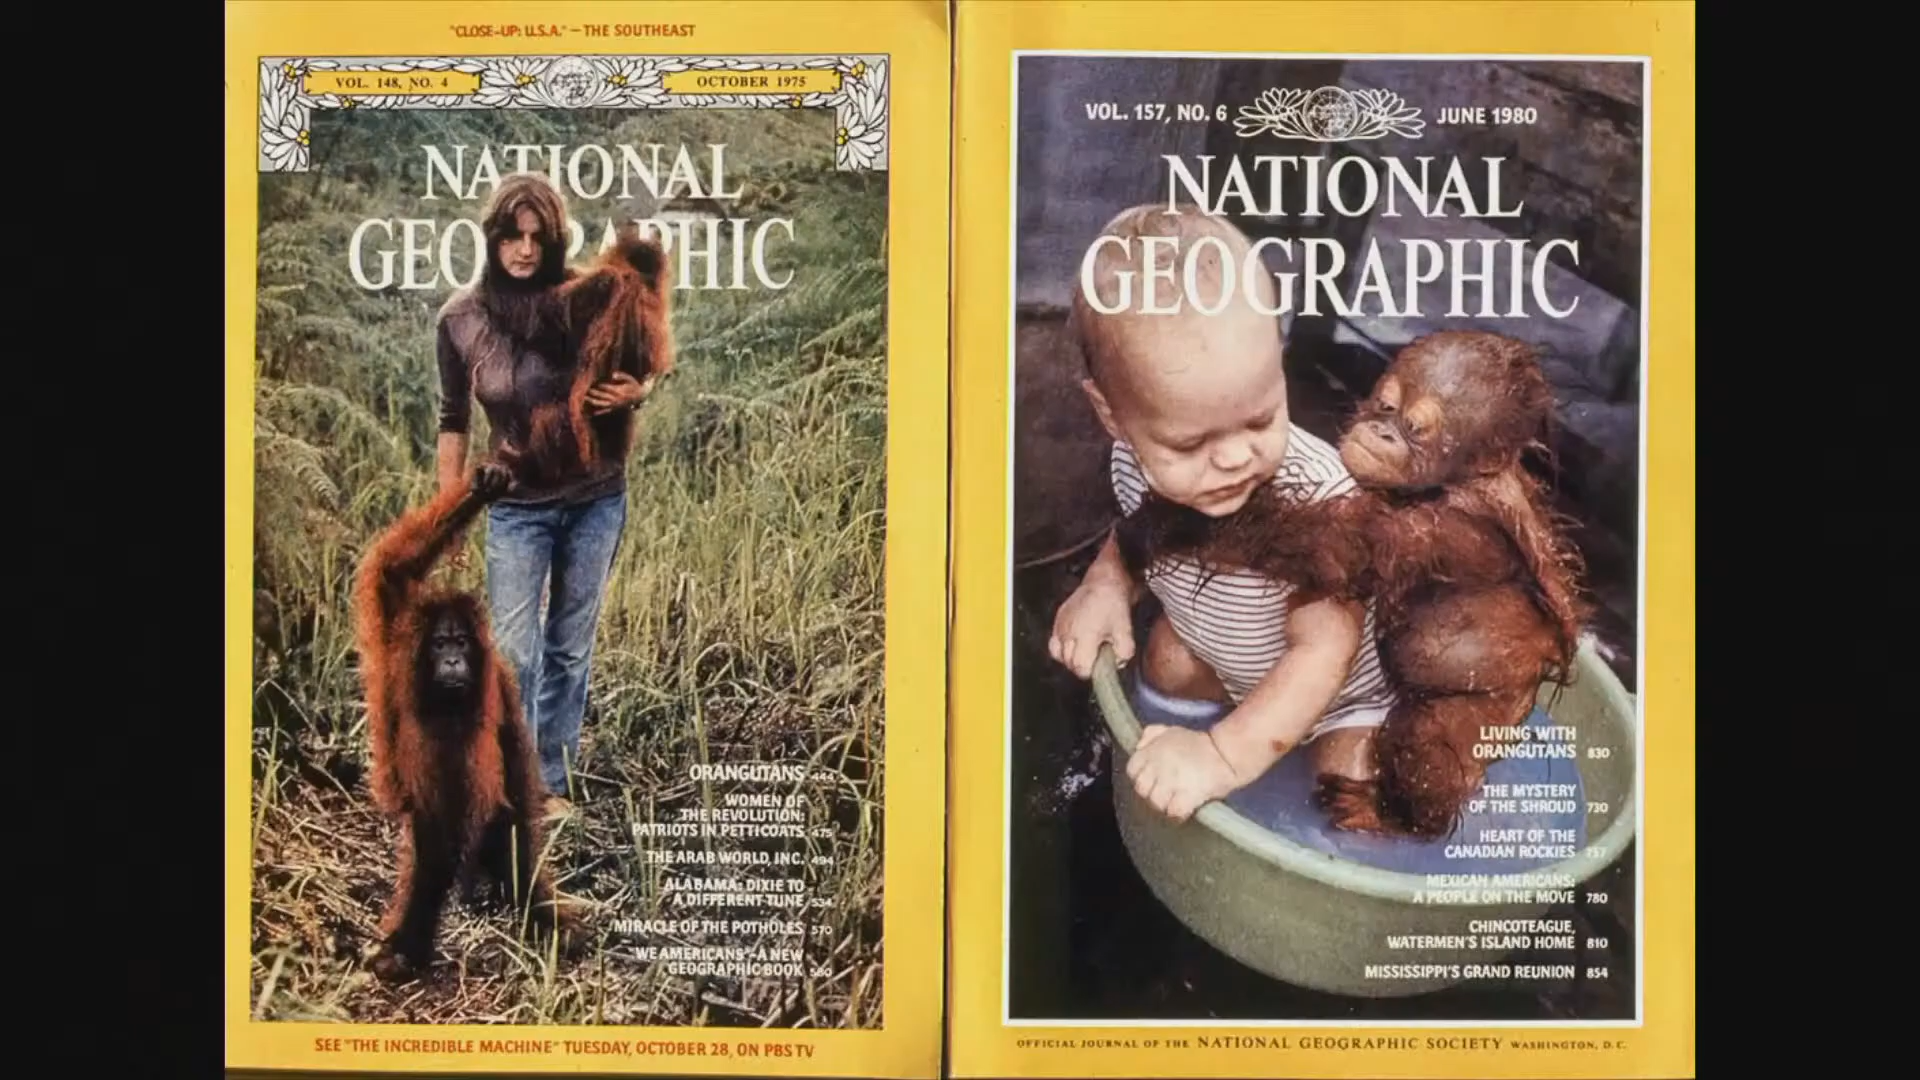 "CLOSE-UP: U.S.A." – THE SOUTHEAST
VOL. 148, NO. 4
OCTOBER 1975
NATIONAL
GEOGRAPHIC
ORANGUTANS 444
WOMEN OF
THE REVOLUTION:
PATRIOTS IN PETTICOATS 475
THE ARAB WORLD, INC. 494
ALABAMA: DIXIE TO
A DIFFERENT TUNE 534
MIRACLE OF THE POTHOLES 570
"WE AMERICANS"–A NEW
GEOGRAPHIC BOOK 580
SEE "THE INCREDIBLE MACHINE" TUESDAY, OCTOBER 28, ON PBS TV
VOL. 157, NO. 6
JUNE 1980
NATIONAL
GEOGRAPHIC
LIVING WITH
ORANGUTANS 830
THE MYSTERY
OF THE SHROUD 730
HEART OF THE
CANADIAN ROCKIES 757
MEXICAN AMERICANS:
A PEOPLE ON THE MOVE 780
CHINCOTEAGUE,
WATERMEN'S ISLAND HOME 810
MISSISSIPPI'S GRAND REUNION 854
OFFICIAL JOURNAL OF THE NATIONAL GEOGRAPHIC SOCIETY WASHINGTON, D.C.